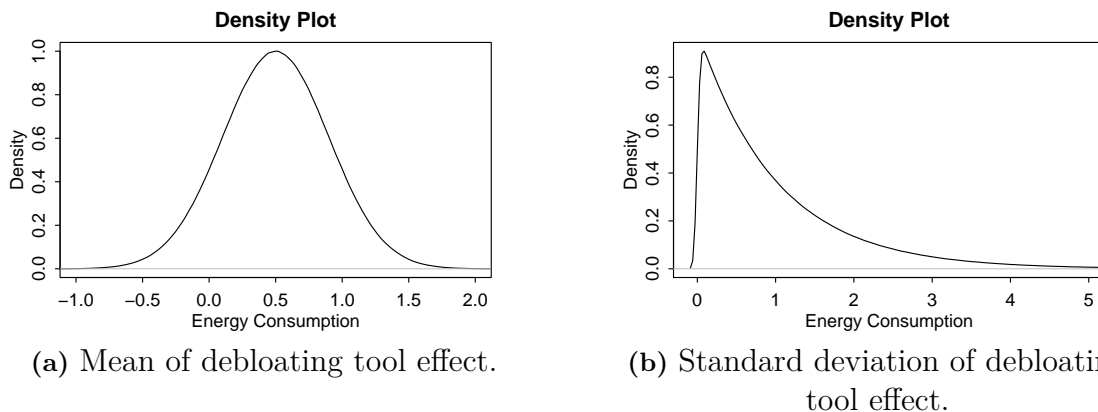 Density Plot
Density
1.0
0.8
0.6
0.4
0.2
0.0
−1.0 −0.5 0.0 0.5 1.0 1.5 2.0
Energy Consumption
(a) Mean of debloating tool effect.
Density Plot
Density
0.8
0.6
0.4
0.2
0.0
0 1 2 3 4 5
Energy Consumption
(b) Standard deviation of debloatin
tool effect.